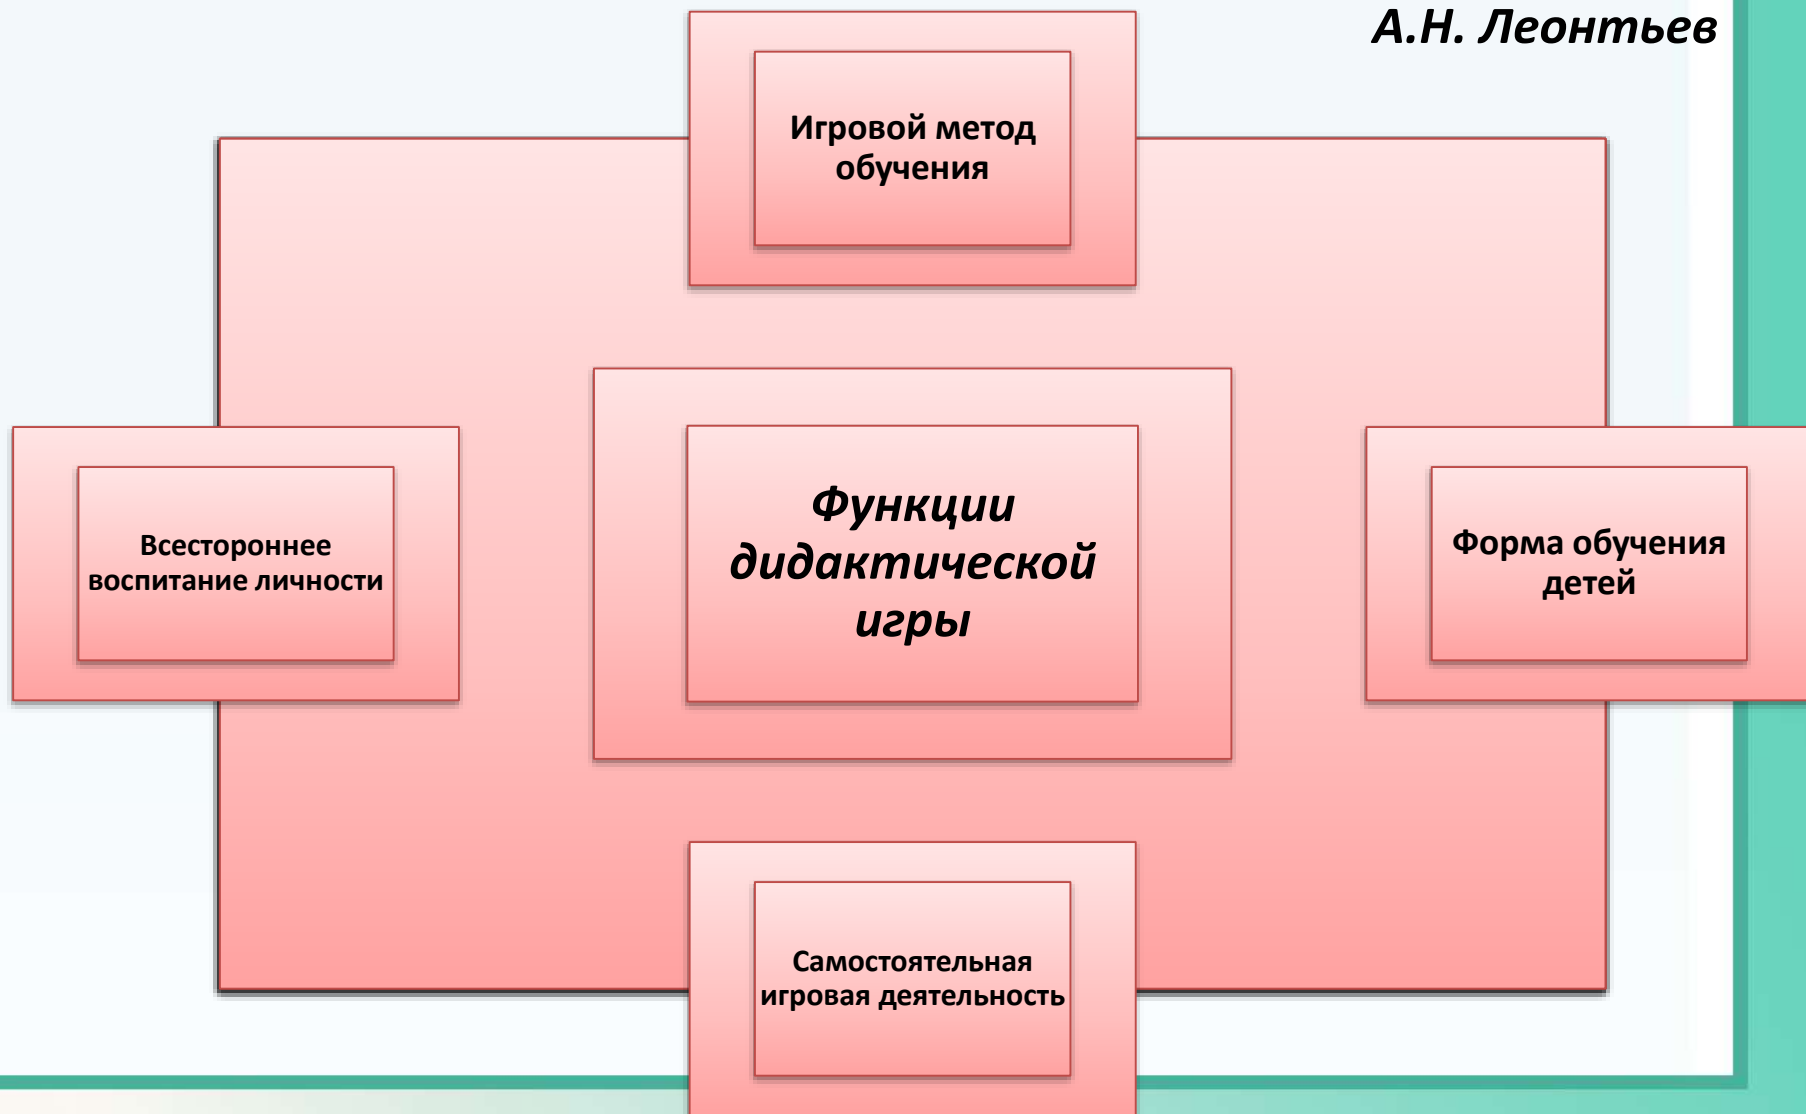 А.Н. Леонтьев
Игровой метод
обучения
Всестороннее
воспитание личности
Функции
дидактической
игры
Форма обучения
детей
Самостоятельная
игровая деятельность